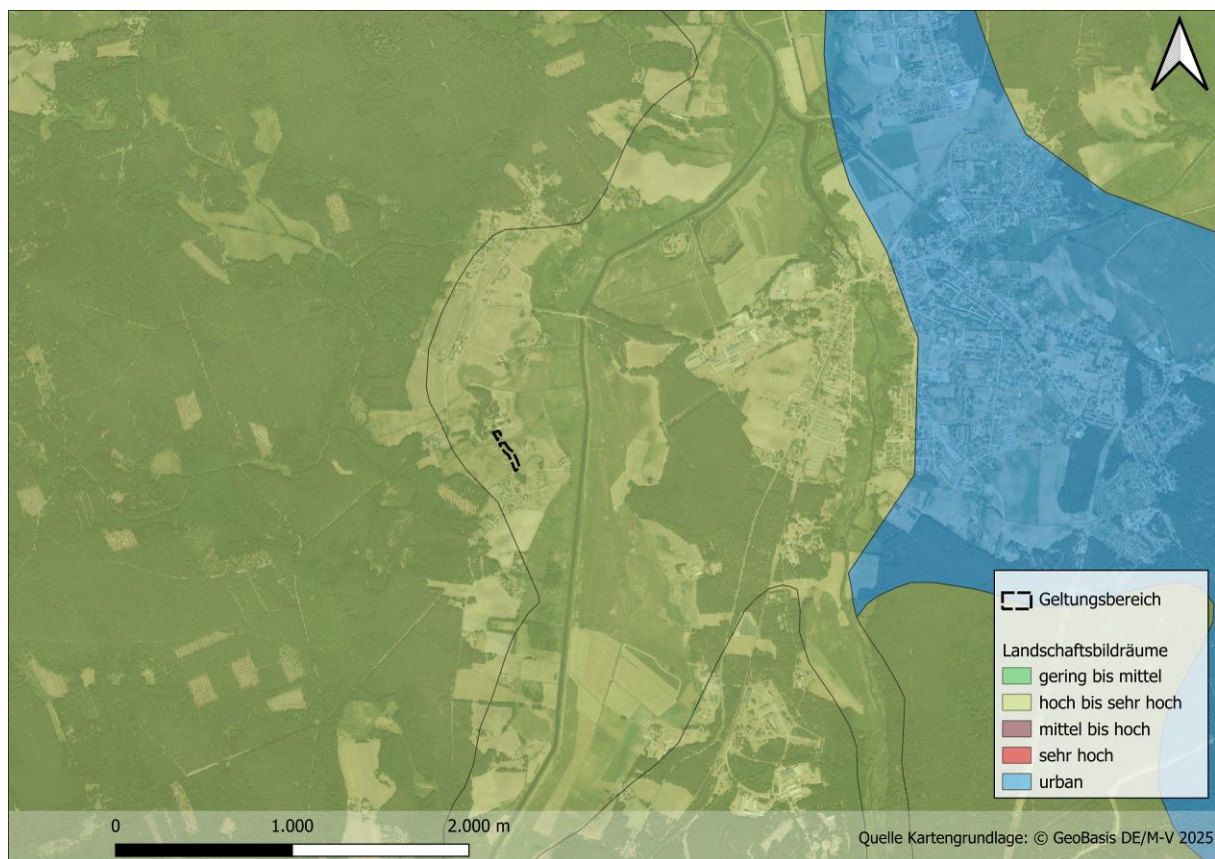 Geltungsbereich
Landschaftsbildräume
gering bis mittel
hoch bis sehr hoch
mittel bis hoch
sehr hoch
urban
0 1.000 2.000 m
Quelle Kartengrundlage: © GeoBasis DE/M-V 2025